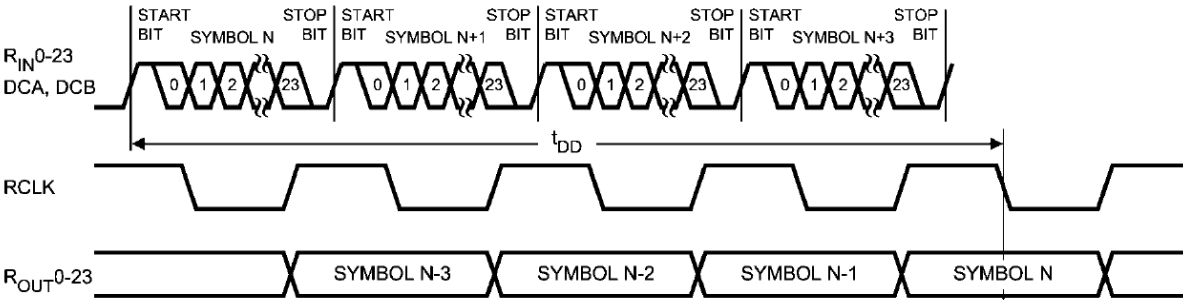 START STOP START STOP START STOP START STOP
BIT SYMBOL N BIT BIT SYMBOL N+1 BIT BIT SYMBOL N+2 BIT BIT SYMBOL N+3 BIT
RIN0-23
DCA, DCB
0 1 2 23 0 1 2 23 0 1 2 23 0 1 2 23
tDD
RCLK
ROUT0-23 SYMBOL N-3 SYMBOL N-2 SYMBOL N-1 SYMBOL N